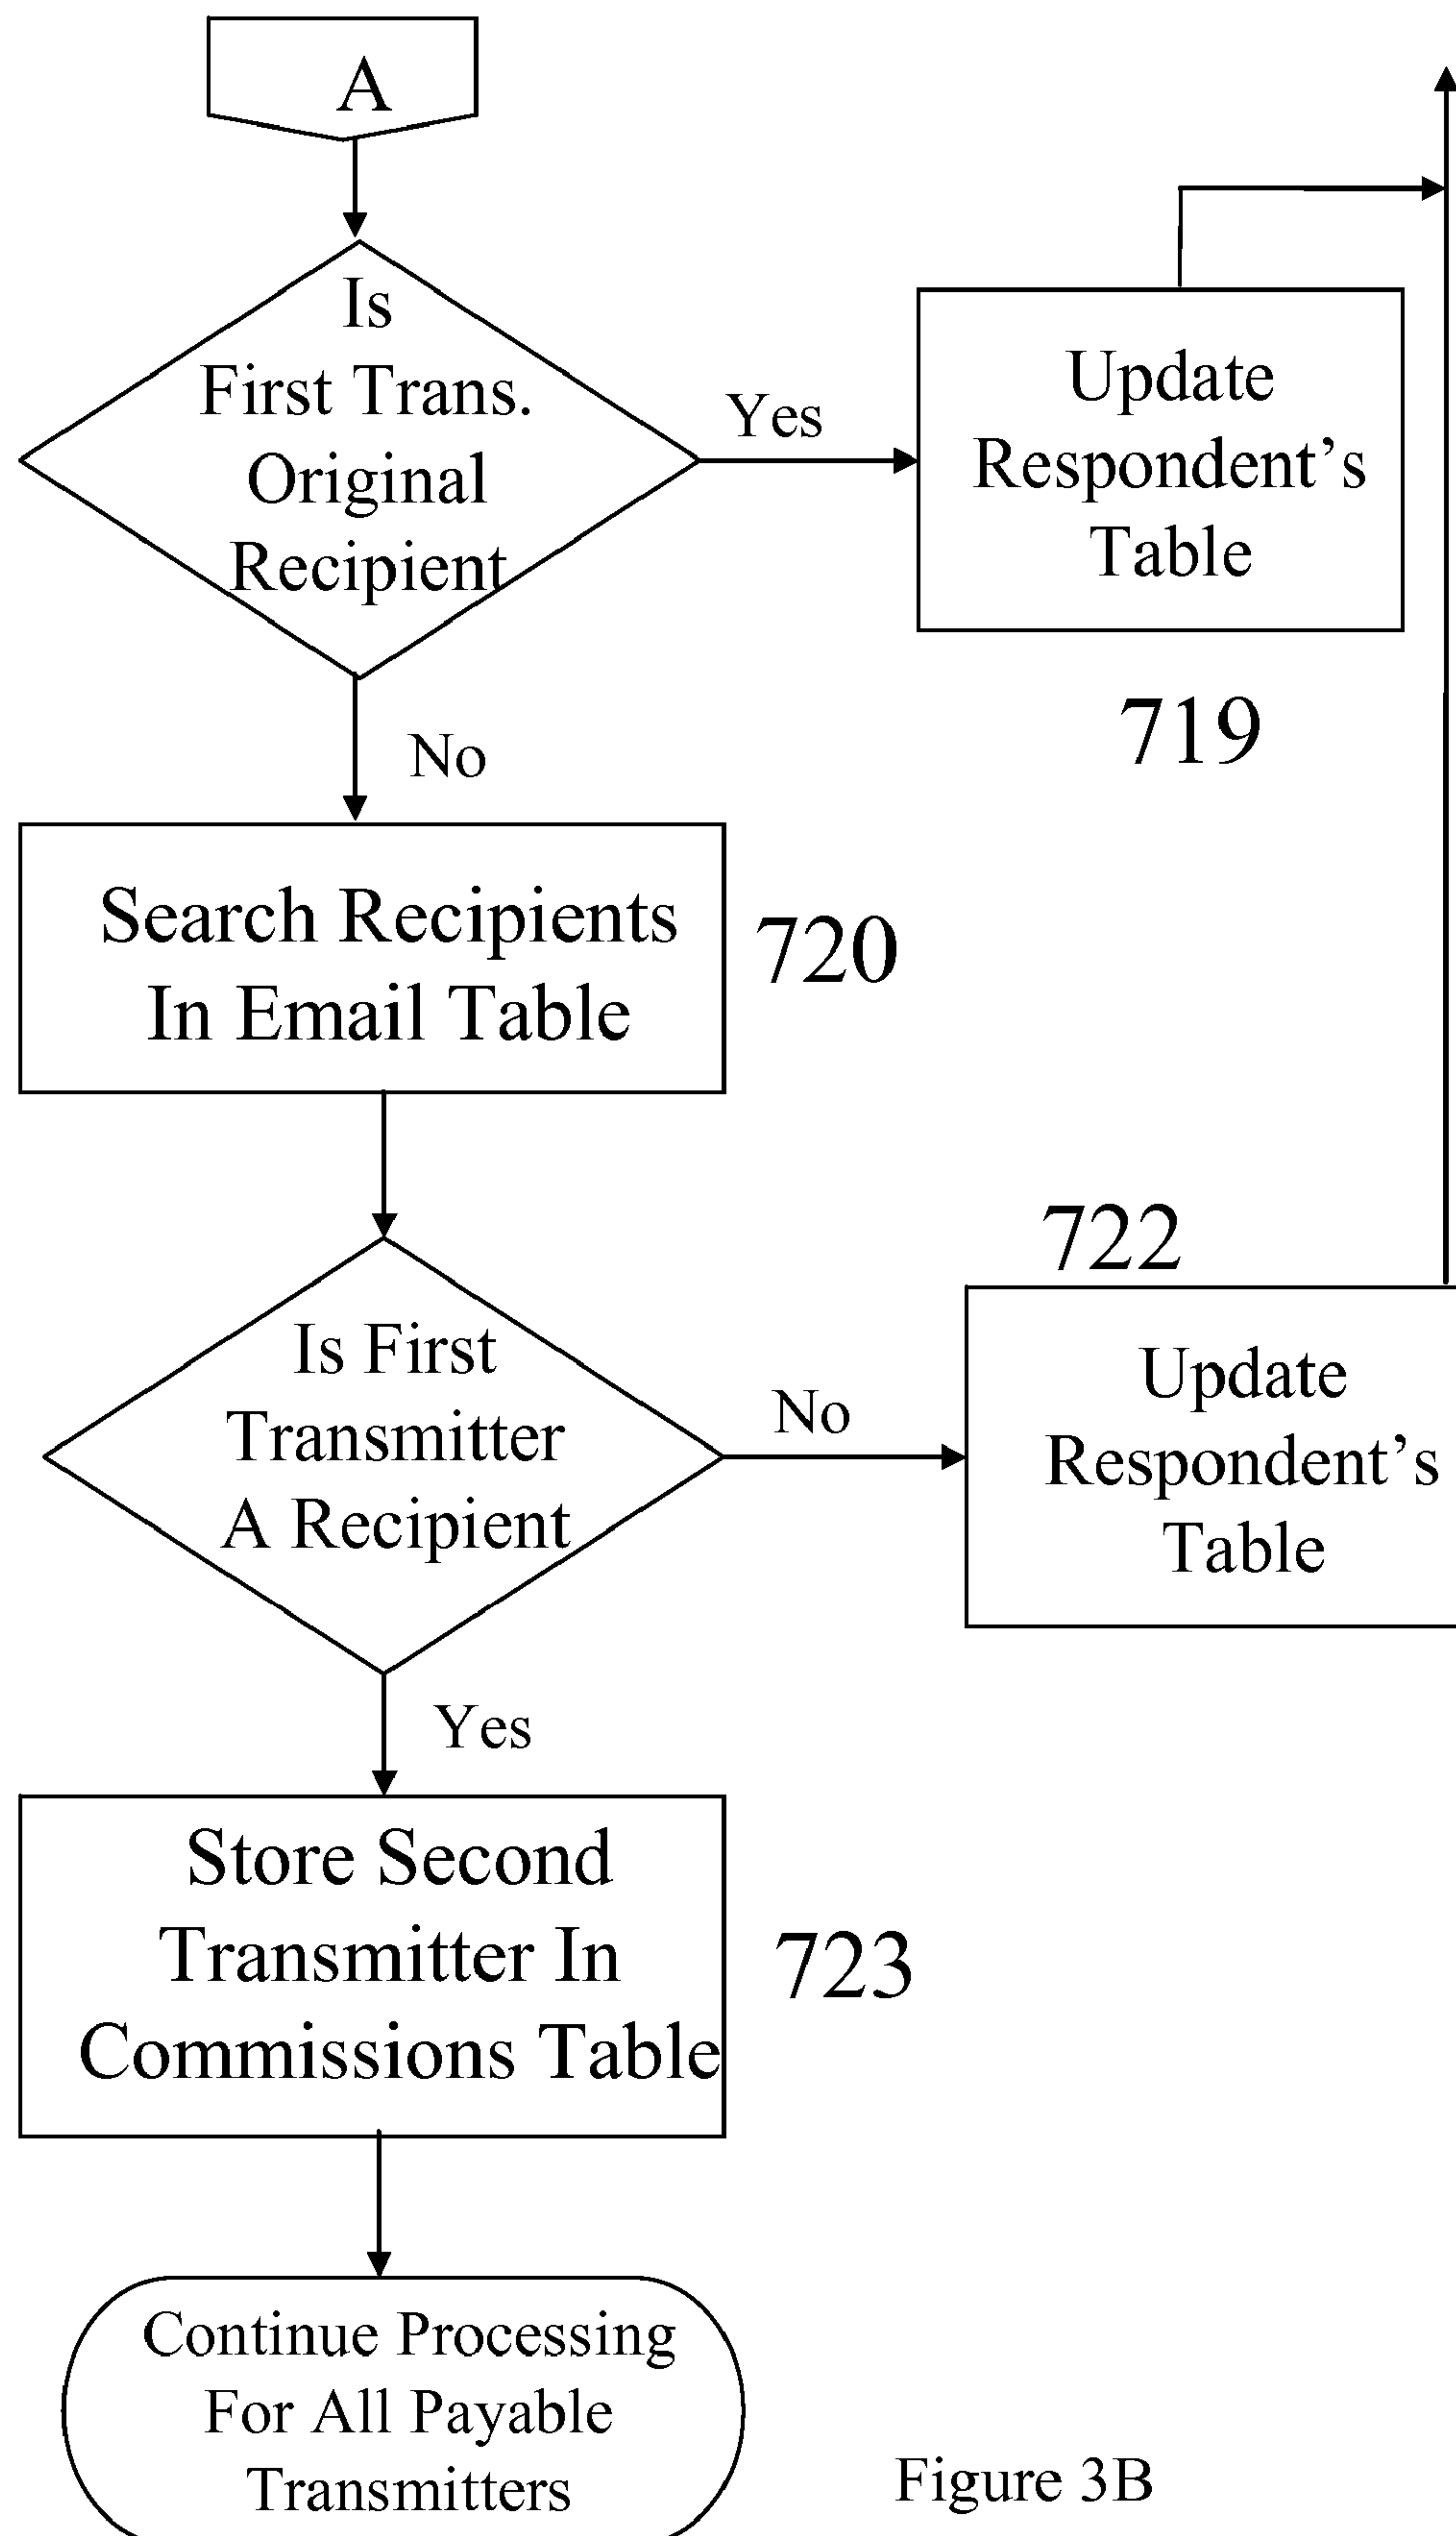 A
Is
First Trans.
Original
Recipient
Yes
Update
Respondent’s
Table
719
No
Search Recipients
In Email Table
720
Is First
Transmitter
A Recipient
No
722
Update
Respondent’s
Table
Yes
Store Second
Transmitter In
Commissions Table
723
Continue Processing
For All Payable
Transmitters
Figure 3B